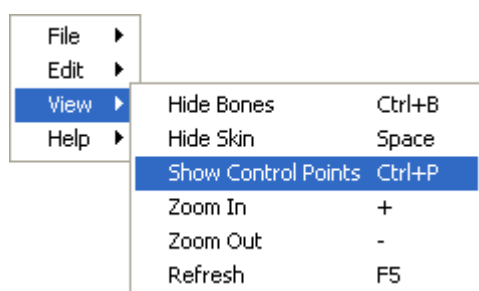 File
Edit
View
Help
Hide Bones Ctrl+B
Hide Skin Space
Show Control Points Ctrl+P
Zoom In +
Zoom Out -
Refresh F5